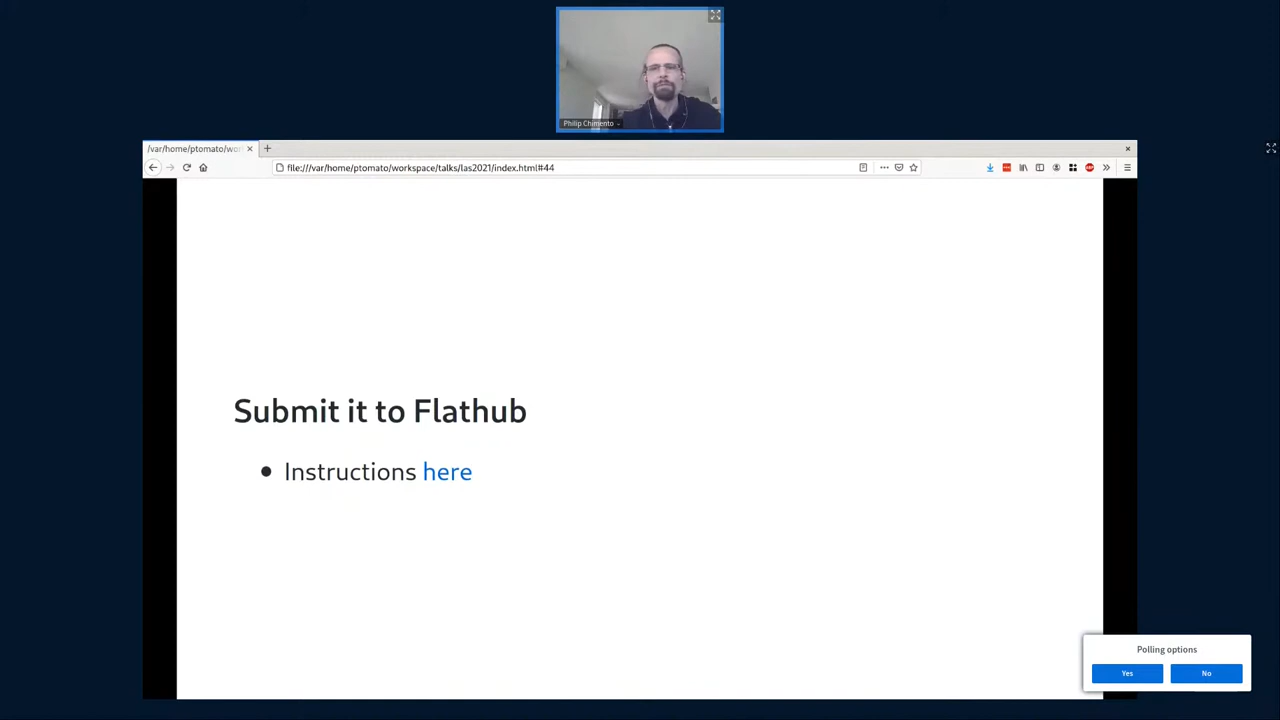 Philip Chimento
/var/home/ptomato/wor
file:///var/home/ptomato/workspace/talks/las2021/index.html#44
Submit it to Flathub
Instructions here
Polling options
Yes No